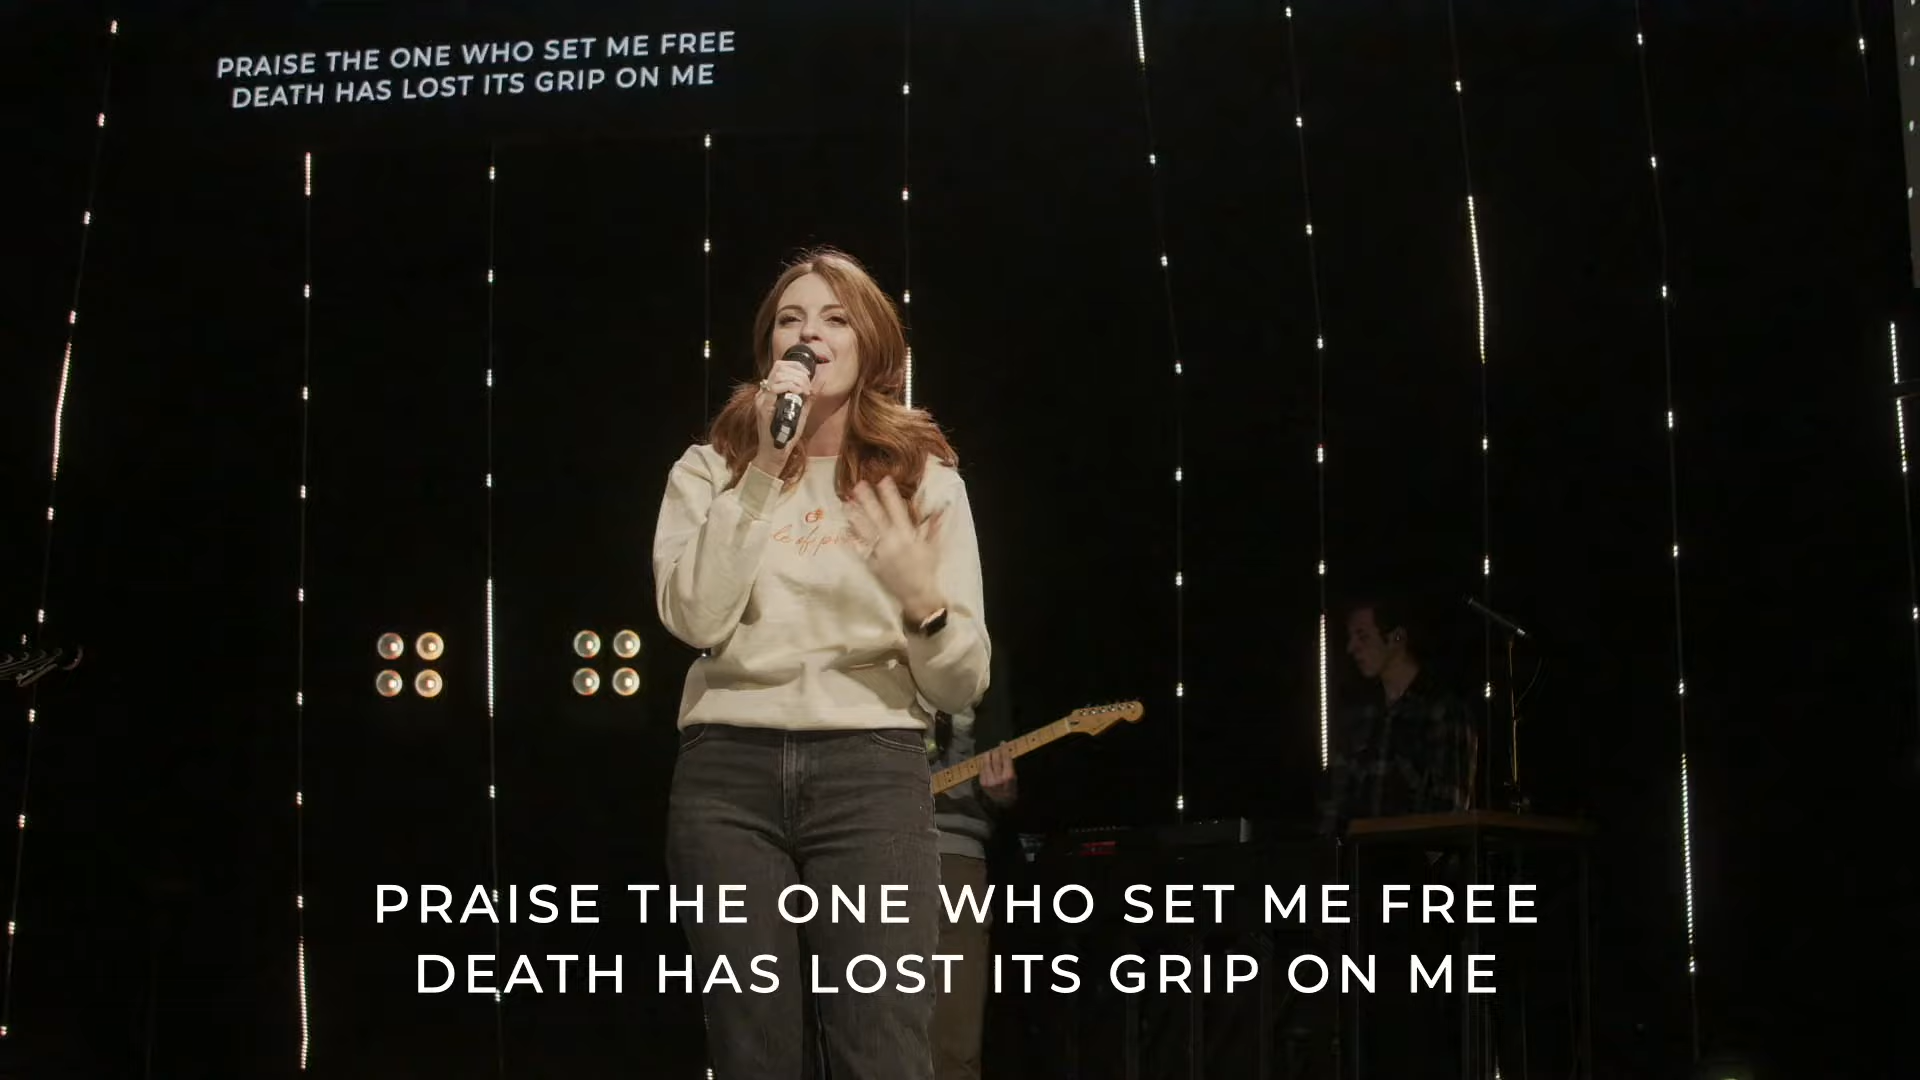 PRAISE THE ONE WHO SET ME FREE
DEATH HAS LOST ITS GRIP ON ME
of
PRAISE THE ONE WHO SET ME FREE
DEATH HAS LOST ITS GRIP ON ME